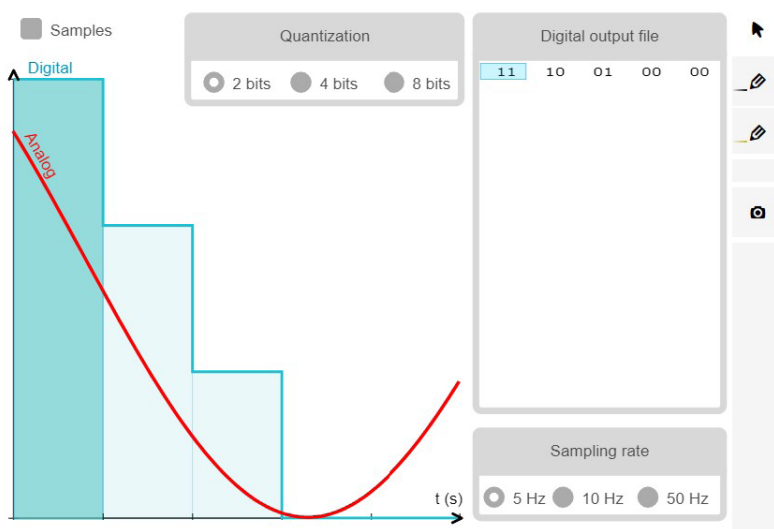 Samples
Quantization
2 bits 4 bits 8 bits
Digital output file
11 10 01 00 00
Digital
Analog
t (s)
Sampling rate
5 Hz 10 Hz 50 Hz